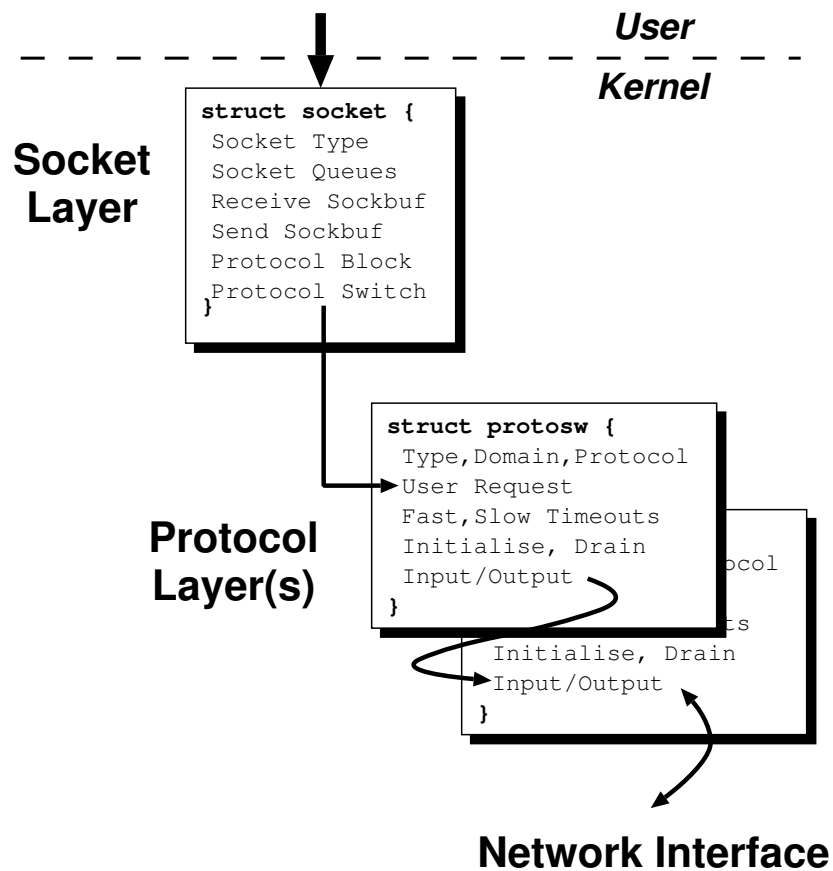 User
Kernel
Socket
Layer
struct socket {
Socket Type
Socket Queues
Receive Sockbuf
Send Sockbuf
Protocol Block
Protocol Switch
}
Protocol
Layer(s)
struct protosw {
Type,Domain,Protocol
User Request
Fast,Slow Timeouts
Initialise, Drain
Input/Output
}
ocol
ts
Initialise, Drain
Input/Output
}
Network Interface